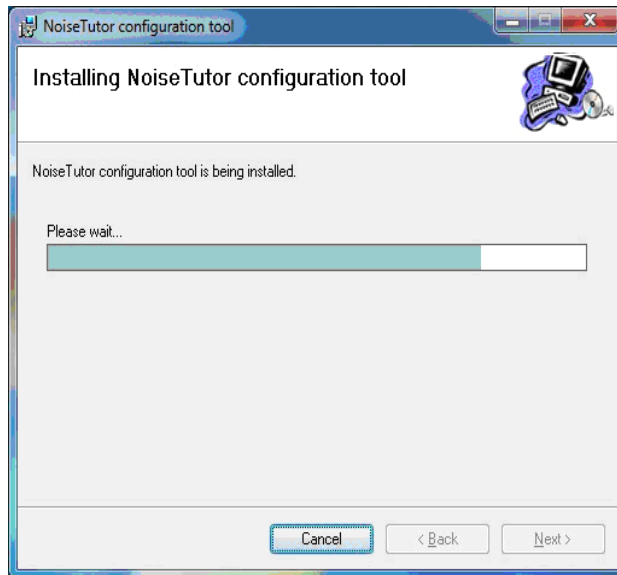 NoiseTutor configuration tool
Installing NoiseTutor configuration tool
NoiseTutor configuration tool is being installed.
Please wait...
Cancel
< Back
Next >